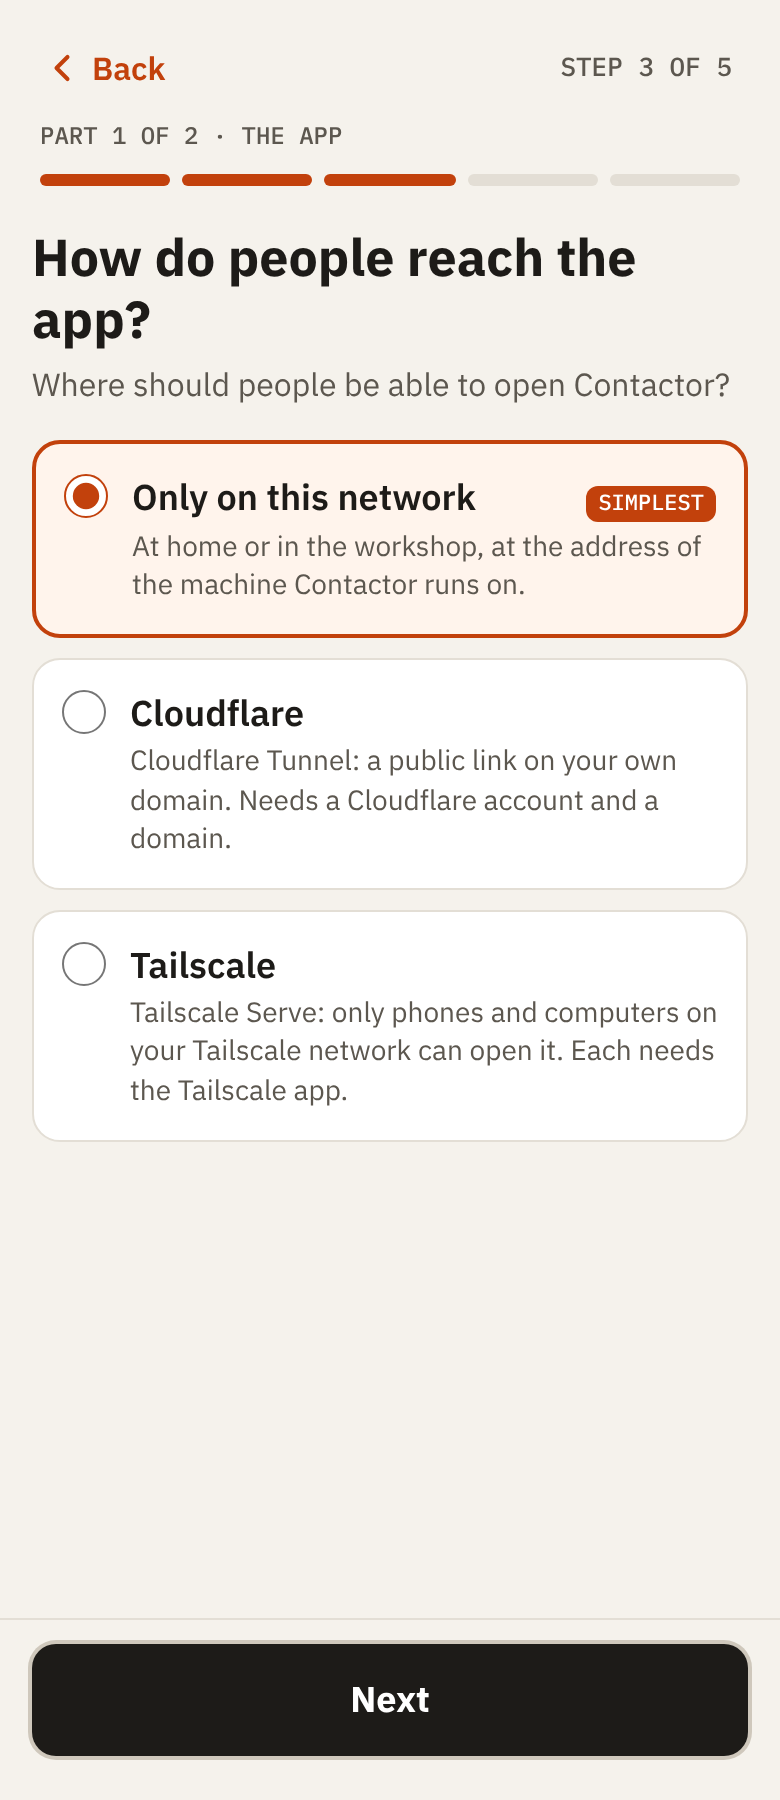 Back
STEP 3 OF 5
PART 1 OF 2 · THE APP
How do people reach the
app?
Where should people be able to open Contactor?
Only on this network
SIMPLEST
At home or in the workshop, at the address of
the machine Contactor runs on.
Cloudflare
Cloudflare Tunnel: a public link on your own
domain. Needs a Cloudflare account and a
domain.
Tailscale
Tailscale Serve: only phones and computers on
your Tailscale network can open it. Each needs
the Tailscale app.
Next